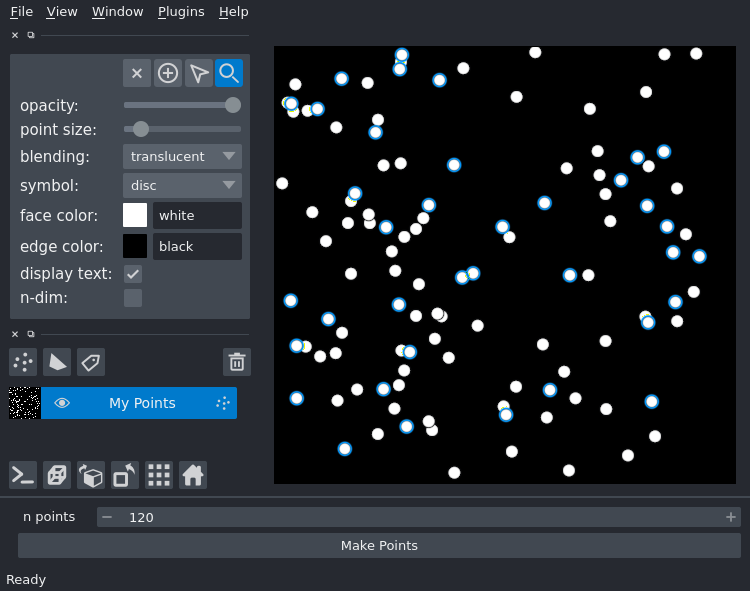 File View Window Plugins Help
opacity:
point size:
blending: translucent
symbol: disc
face color: white
edge color: black
display text:
n-dim:
My Points
n points 120
Make Points
Ready